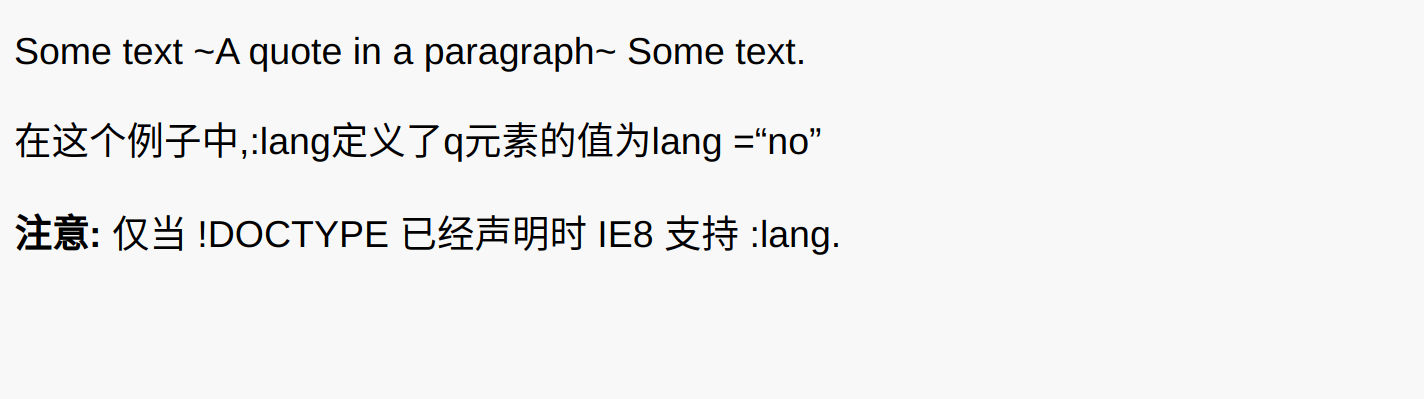 Some text ~A quote in a paragraph~ Some text.
在这个例子中,:lang定义了q元素的值为lang =“no”
注意: 仅当 !DOCTYPE 已经声明时 IE8 支持 :lang.